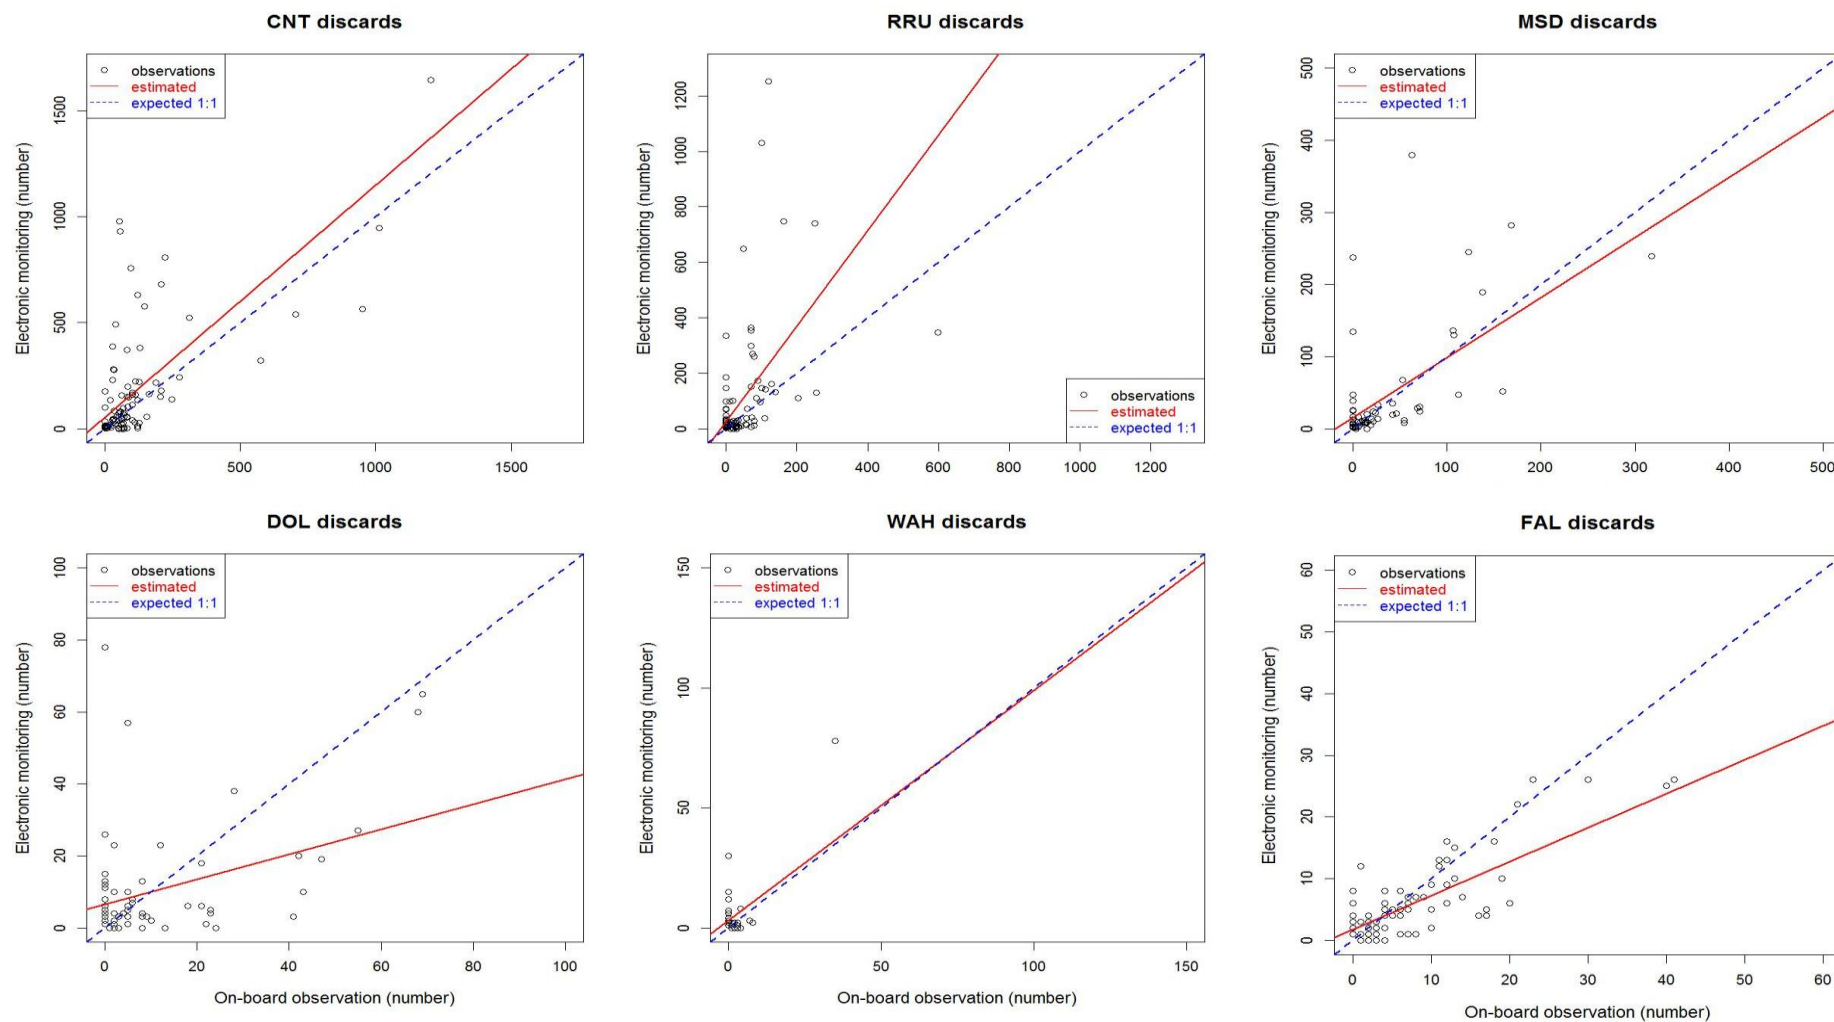 CNT discards
observations
estimated
expected 1:1
Electronic monitoring (number)
1500
1000
500
0
0 500 1000 1500
RRU discards
Electronic monitoring (number)
1200
1000
800
600
400
200
0
observations
estimated
expected 1:1
0 200 400 600 800 1000 1200
MSD discards
observations
estimated
expected 1:1
Electronic monitoring (number)
500
400
300
200
100
0
0 100 200 300 400 500
DOL discards
observations
estimated
expected 1:1
Electronic monitoring (number)
100
80
60
40
20
0
0 20 40 60 80 100
On-board observation (number)
WAH discards
observations
estimated
expected 1:1
Electronic monitoring (number)
150
100
50
0
0 50 100 150
On-board observation (number)
FAL discards
observations
estimated
expected 1:1
Electronic monitoring (number)
60
50
40
30
20
10
0
0 10 20 30 40 50 60
On-board observation (number)